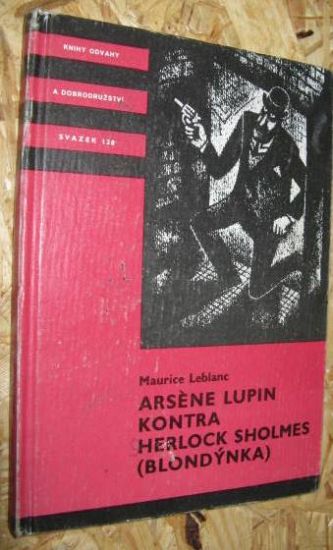 KNIHY ODVAHY
A DOBRODRUŽSTVÍ
SVAZEK 138
Maurice Leblanc
ARSÈNE LUPIN
KONTRA
HERLOCK SHOLMES
(BLONDÝNKA)